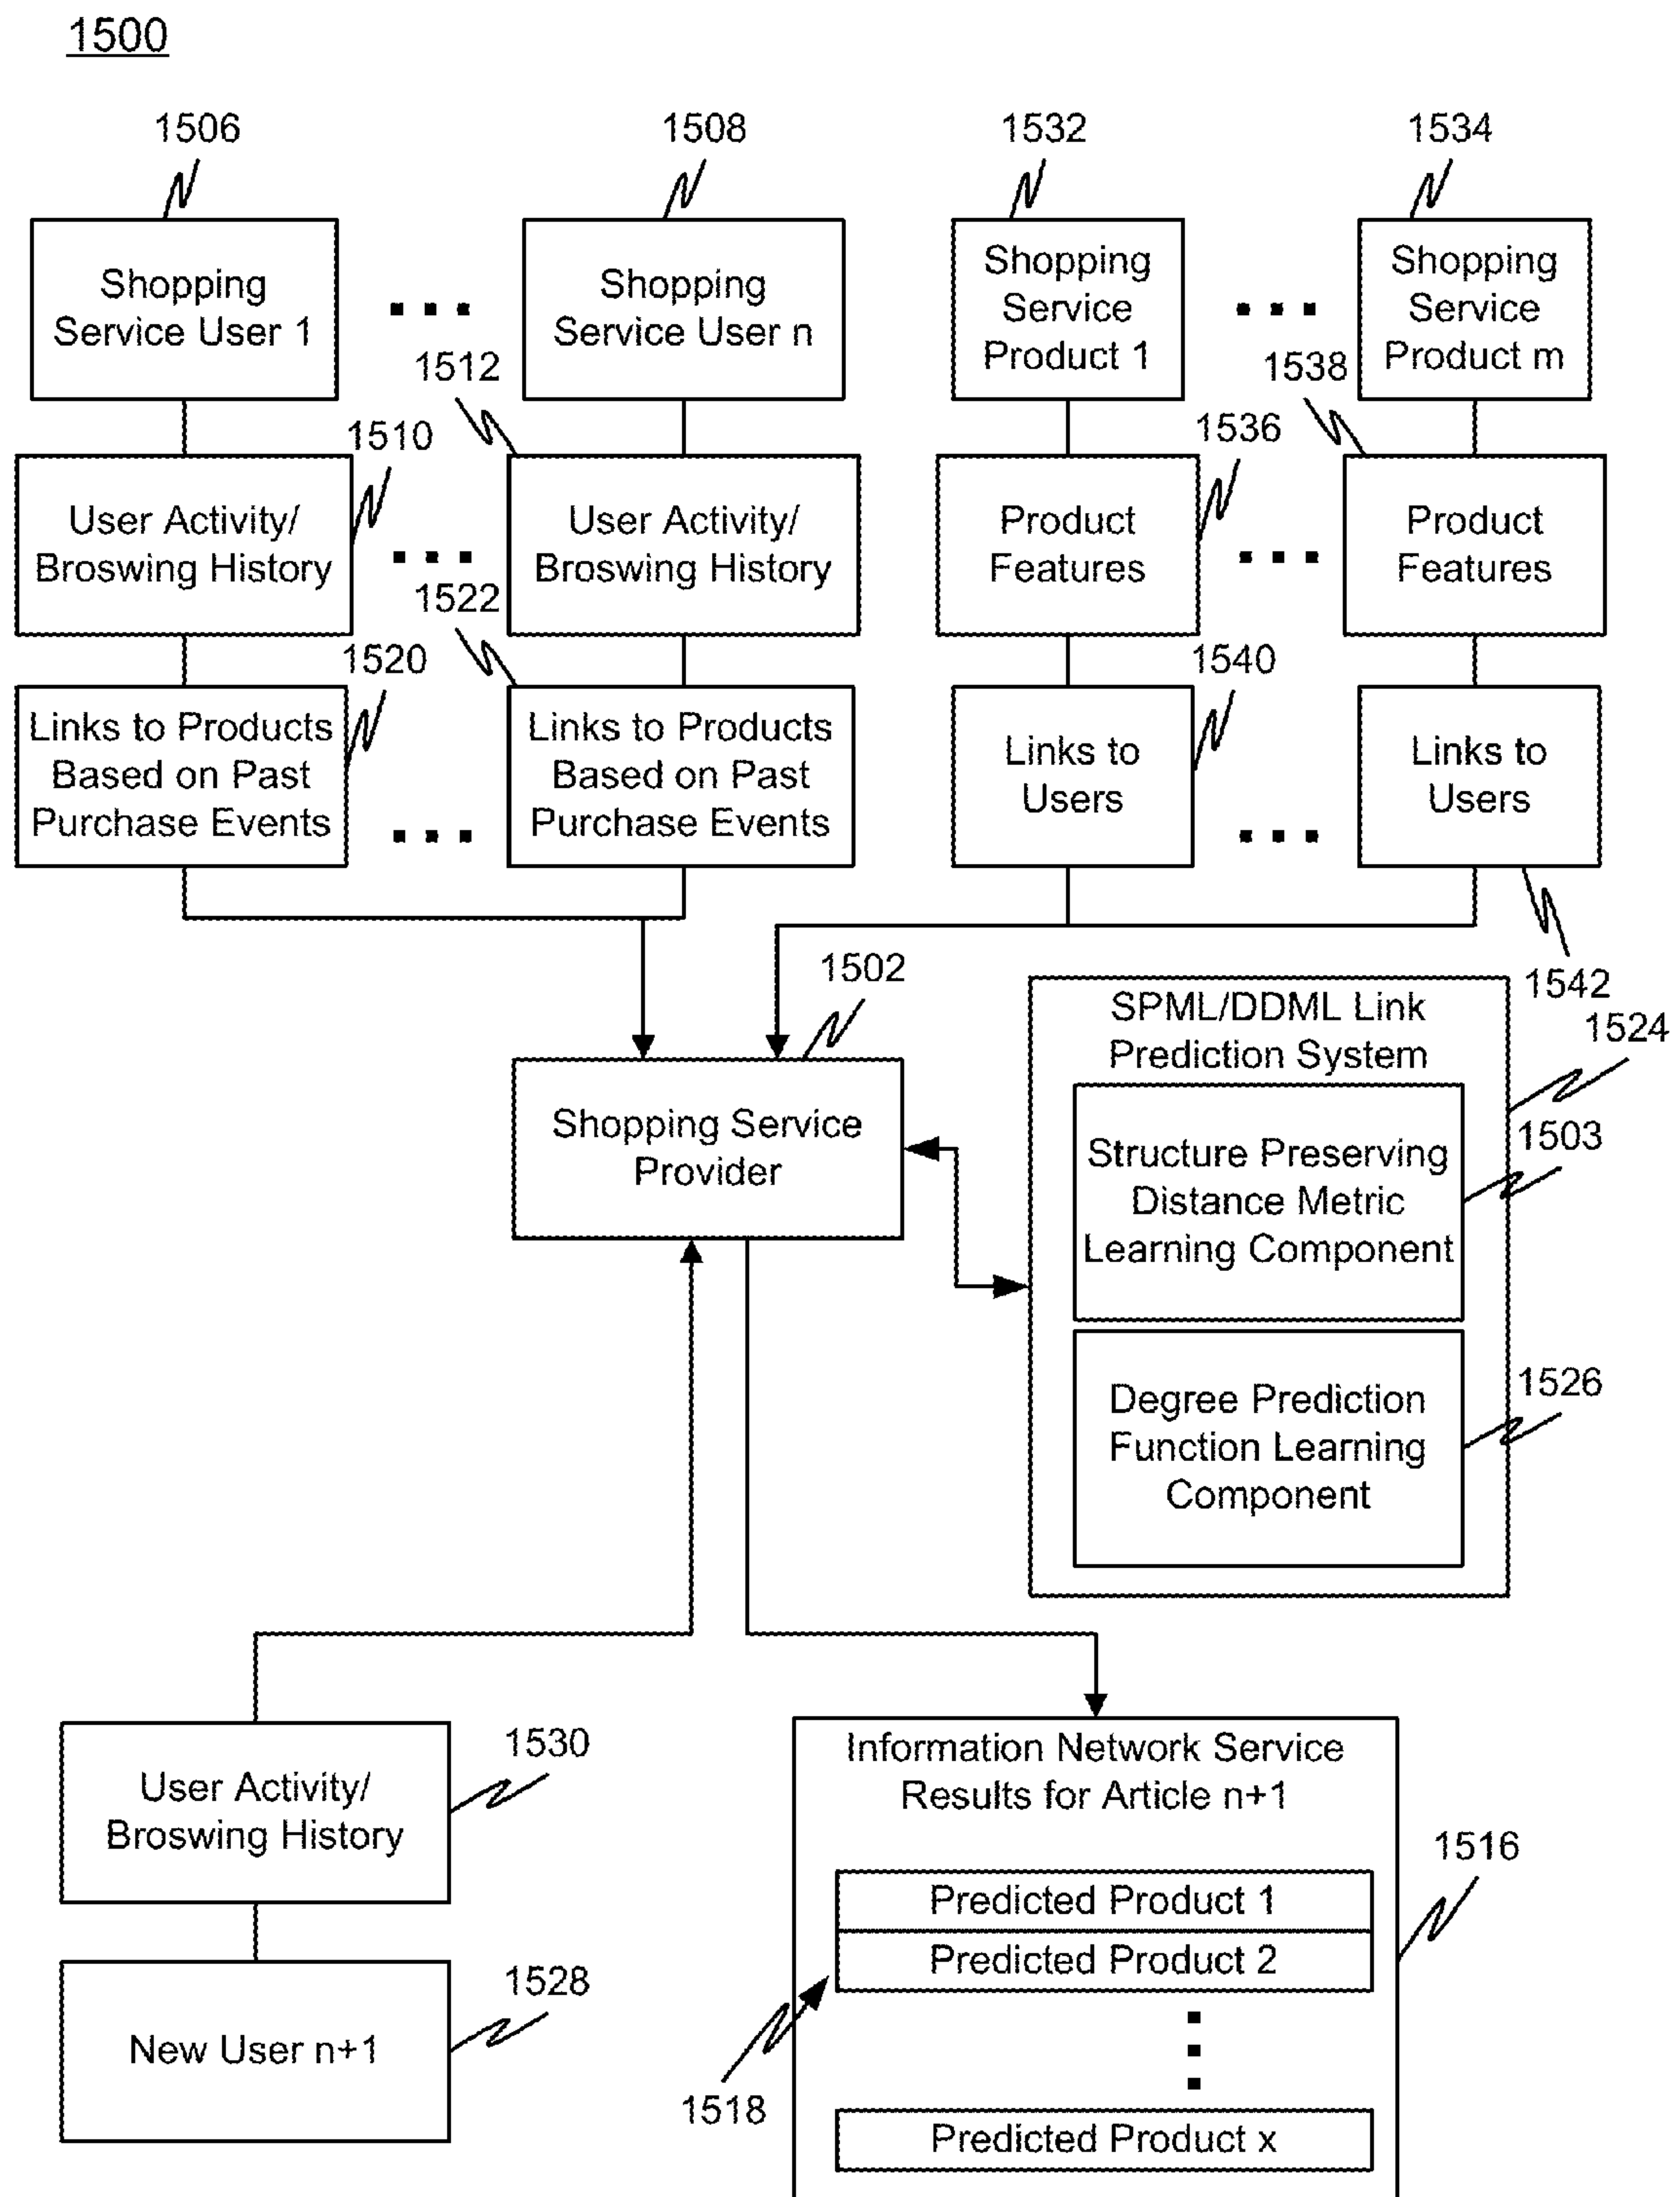 1500
1506
1508
1532
1534
Shopping
Service User 1
Shopping
Service User n
Shopping
Service
Product 1
Shopping
Service
Product m
1512
1538
1510
1536
User Activity/
Broswing History
User Activity/
Broswing History
Product
Features
Product
Features
1522
1520
1540
Links to Products
Based on Past
Purchase Events
Links to Products
Based on Past
Purchase Events
Links to
Users
Links to
Users
1542
1502
SPML/DDML Link
Prediction System
1524
Shopping Service
Provider
Structure Preserving
Distance Metric
Learning Component
1503
Degree Prediction
Function Learning
Component
1526
User Activity/
Broswing History
1530
New User n+1
1528
Information Network Service
Results for Article n+1
1516
Predicted Product 1
Predicted Product 2
1518
Predicted Product x